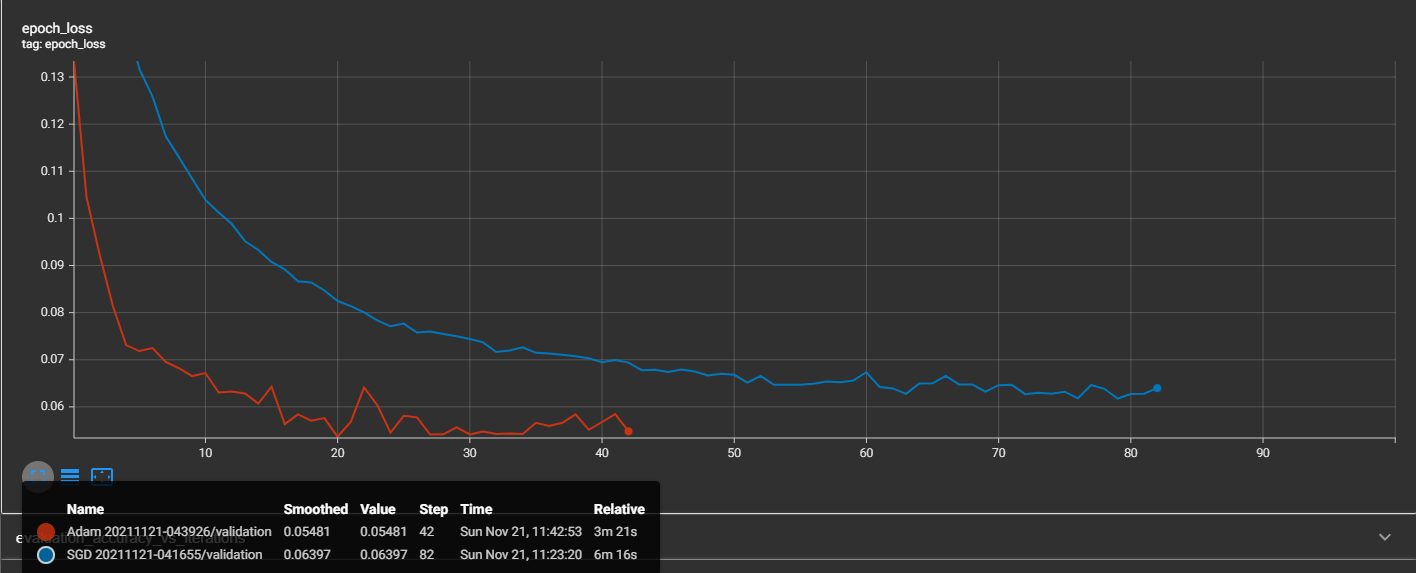 epoch_loss
tag: epoch_loss
0.13
0.12
0.11
0.1
0.09
0.08
0.07
0.06
10 20 30 40 50 60 70 80 90
Name Smoothed Value Step Time Relative
Adam 20211121-043926/validation 0.05481 0.05481 42 Sun Nov 21, 11:42:53 3m 21s
evaluation_accuracy_vs_iterations
SGD 20211121-041655/validation 0.06397 0.06397 82 Sun Nov 21, 11:23:20 6m 16s